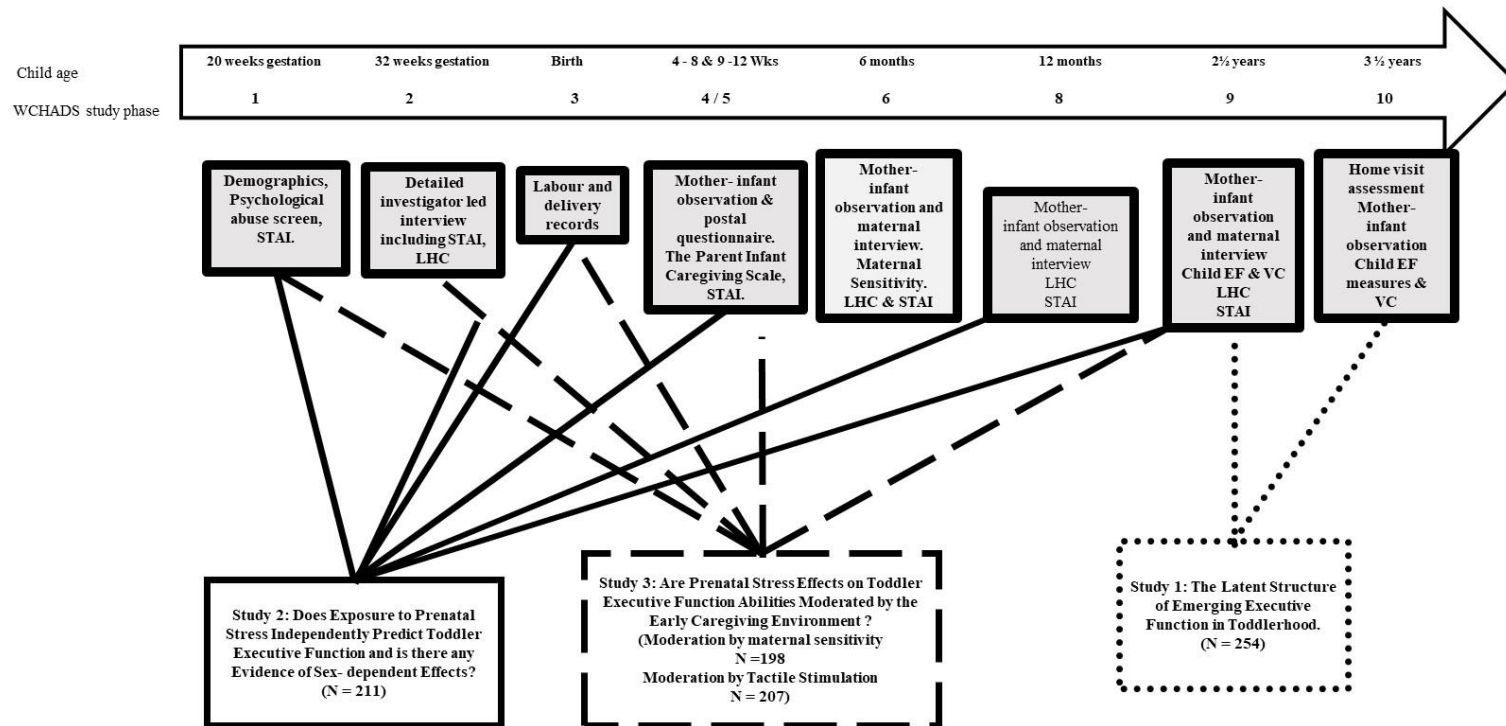 Child age
20 weeks gestation
32 weeks gestation
Birth
4 - 8 & 9 -12 Wks
6 months
12 months
2½ years
3 ½ years
WCHADS study phase
1
2
3
4 / 5
6
8
9
10
Demographics,
Psychological
abuse screen,
STAI.
Detailed
investigator led
interview
including STAI,
LHC
Labour and
delivery
records
Mother- infant
observation &
postal
questionnaire.
The Parent Infant
Caregiving Scale,
STAI.
Mother-
infant
observation and
maternal
interview.
Maternal
Sensitivity.
LHC & STAI
Mother-
infant observation
and maternal
interview
LHC
STAI
Mother-
infant
observation
and maternal
interview
Child EF & VC
LHC
STAI
Home visit
assessment
Mother-
infant
observation
Child EF
measures &
VC
Study 2: Does Exposure to Prenatal
Stress Independently Predict Toddler
Executive Function and is there any
Evidence of Sex- dependent Effects?
(N = 211)
Study 3: Are Prenatal Stress Effects on Toddler
Executive Function Abilities Moderated by the
Early Caregiving Environment ?
(Moderation by maternal sensitivity
N =198
Moderation by Tactile Stimulation
N = 207)
Study 1: The Latent Structure
of Emerging Executive
Function in Toddlerhood.
(N = 254)